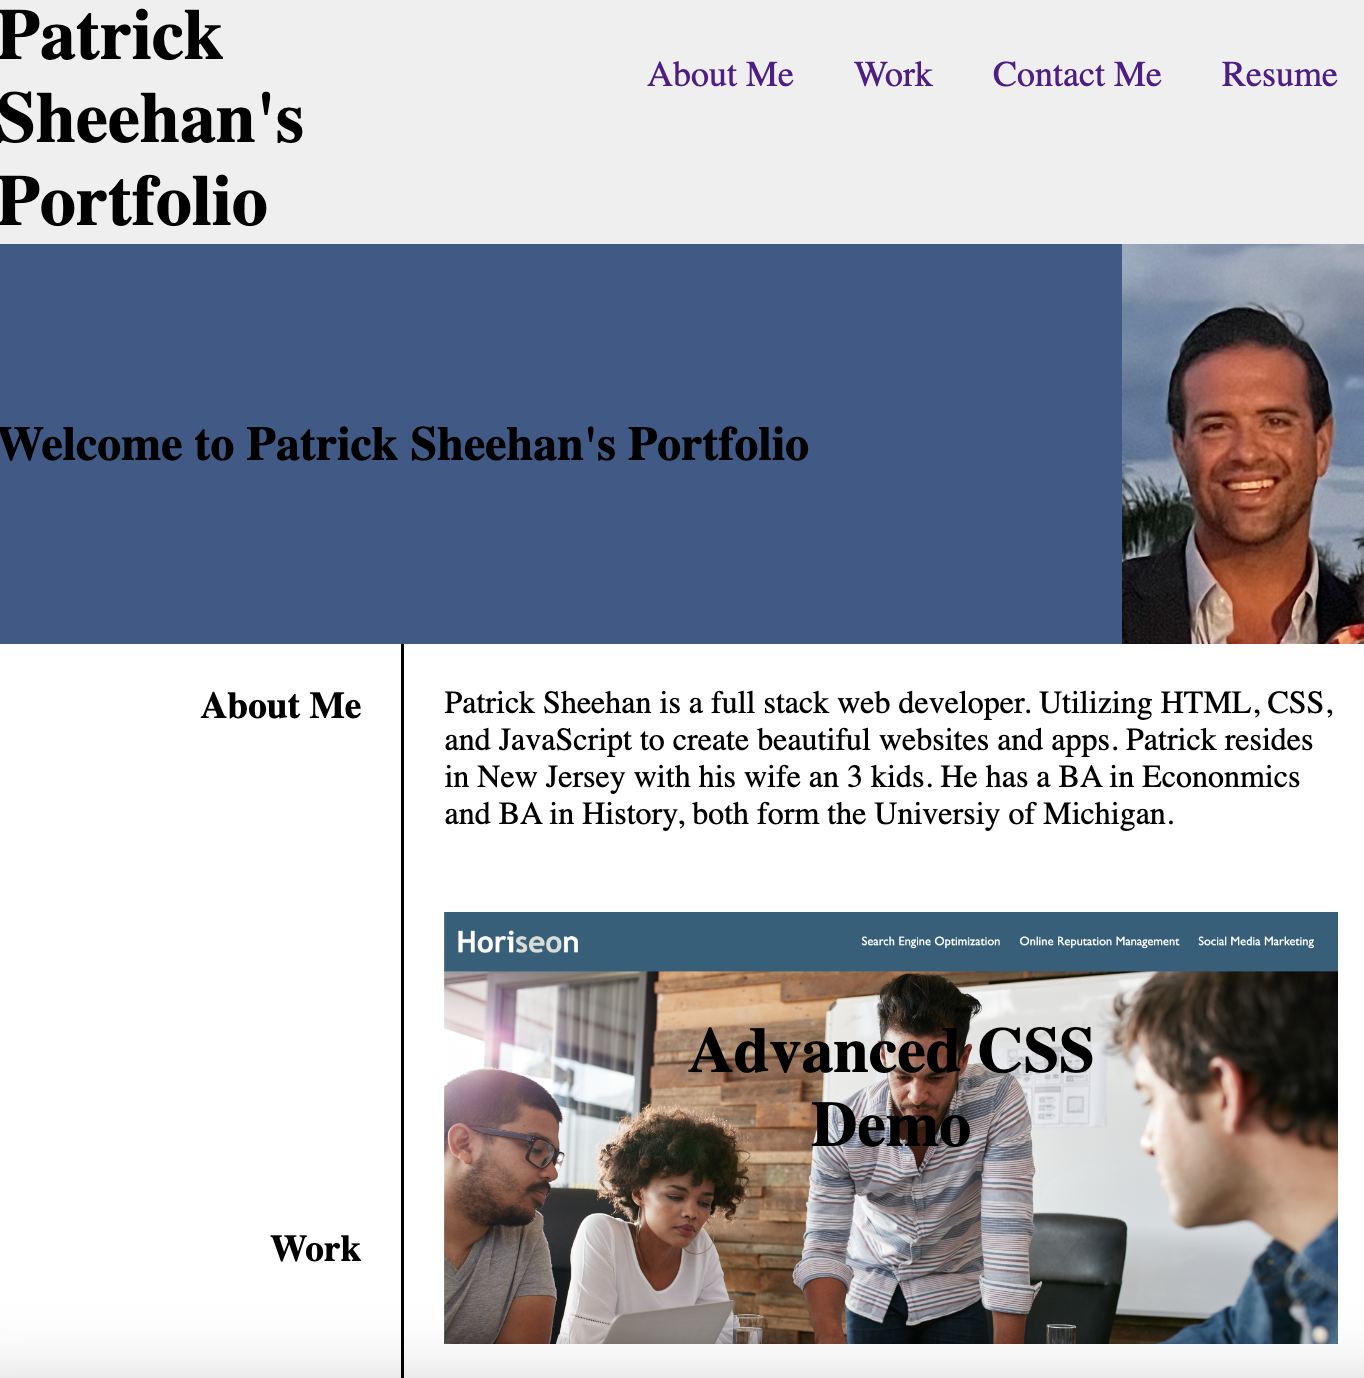 Patrick
Sheehan's
Portfolio
About Me Work Contact Me Resume
Welcome to Patrick Sheehan's Portfolio
About Me
Patrick Sheehan is a full stack web developer. Utilizing HTML, CSS,
and JavaScript to create beautiful websites and apps. Patrick resides
in New Jersey with his wife an 3 kids. He has a BA in Econonmics
and BA in History, both form the Universiy of Michigan.
Horiseon
Search Engine Optimization Online Reputation Management Social Media Marketing
Advanced CSS
Demo
Work